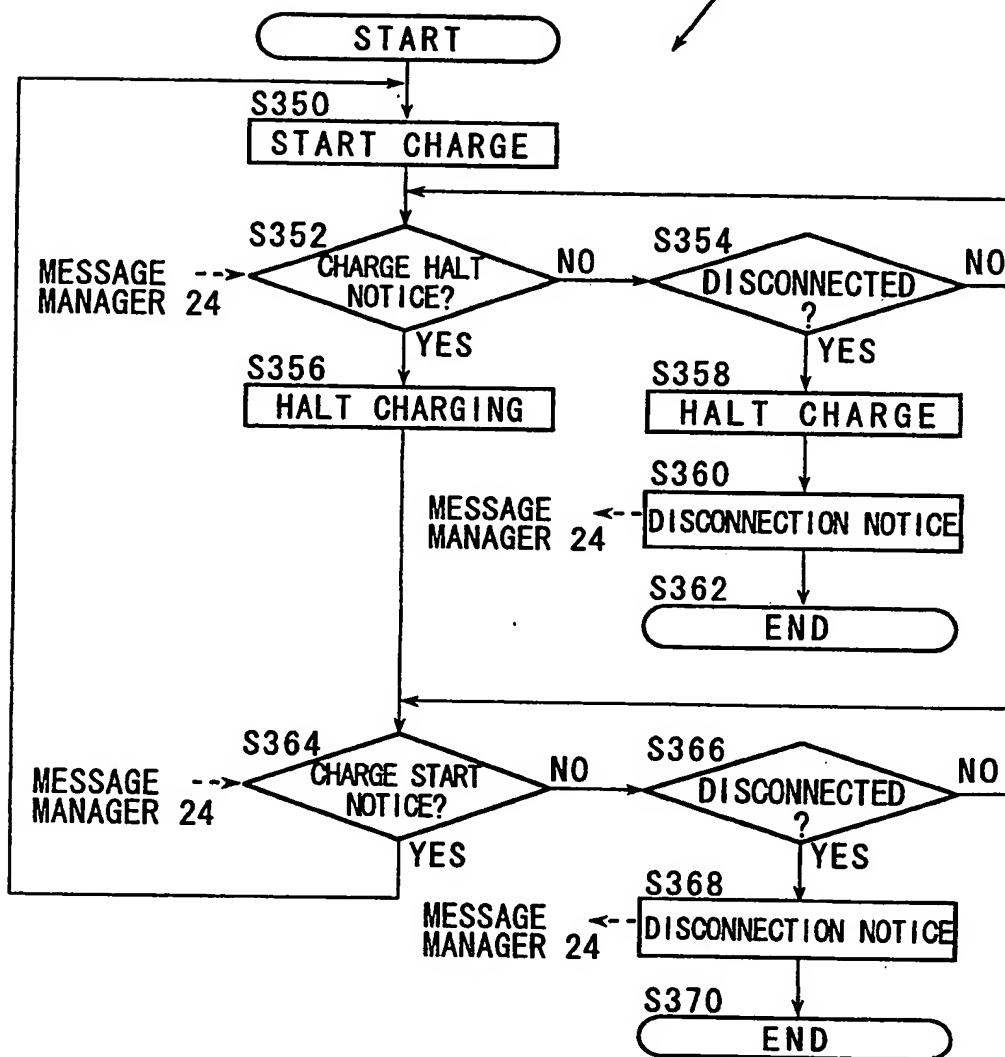 START
S350
START CHARGE
S352
MESSAGE
MANAGER 24
CHARGE HALT
NOTICE?
NO
S354
DISCONNECTED
?
NO
YES
YES
S356
HALT CHARGING
S358
HALT CHARGE
S360
MESSAGE
MANAGER 24
DISCONNECTION NOTICE
S362
END
S364
MESSAGE
MANAGER 24
CHARGE START
NOTICE?
NO
S366
DISCONNECTED
?
NO
YES
YES
S368
MESSAGE
MANAGER 24
DISCONNECTION NOTICE
S370
END